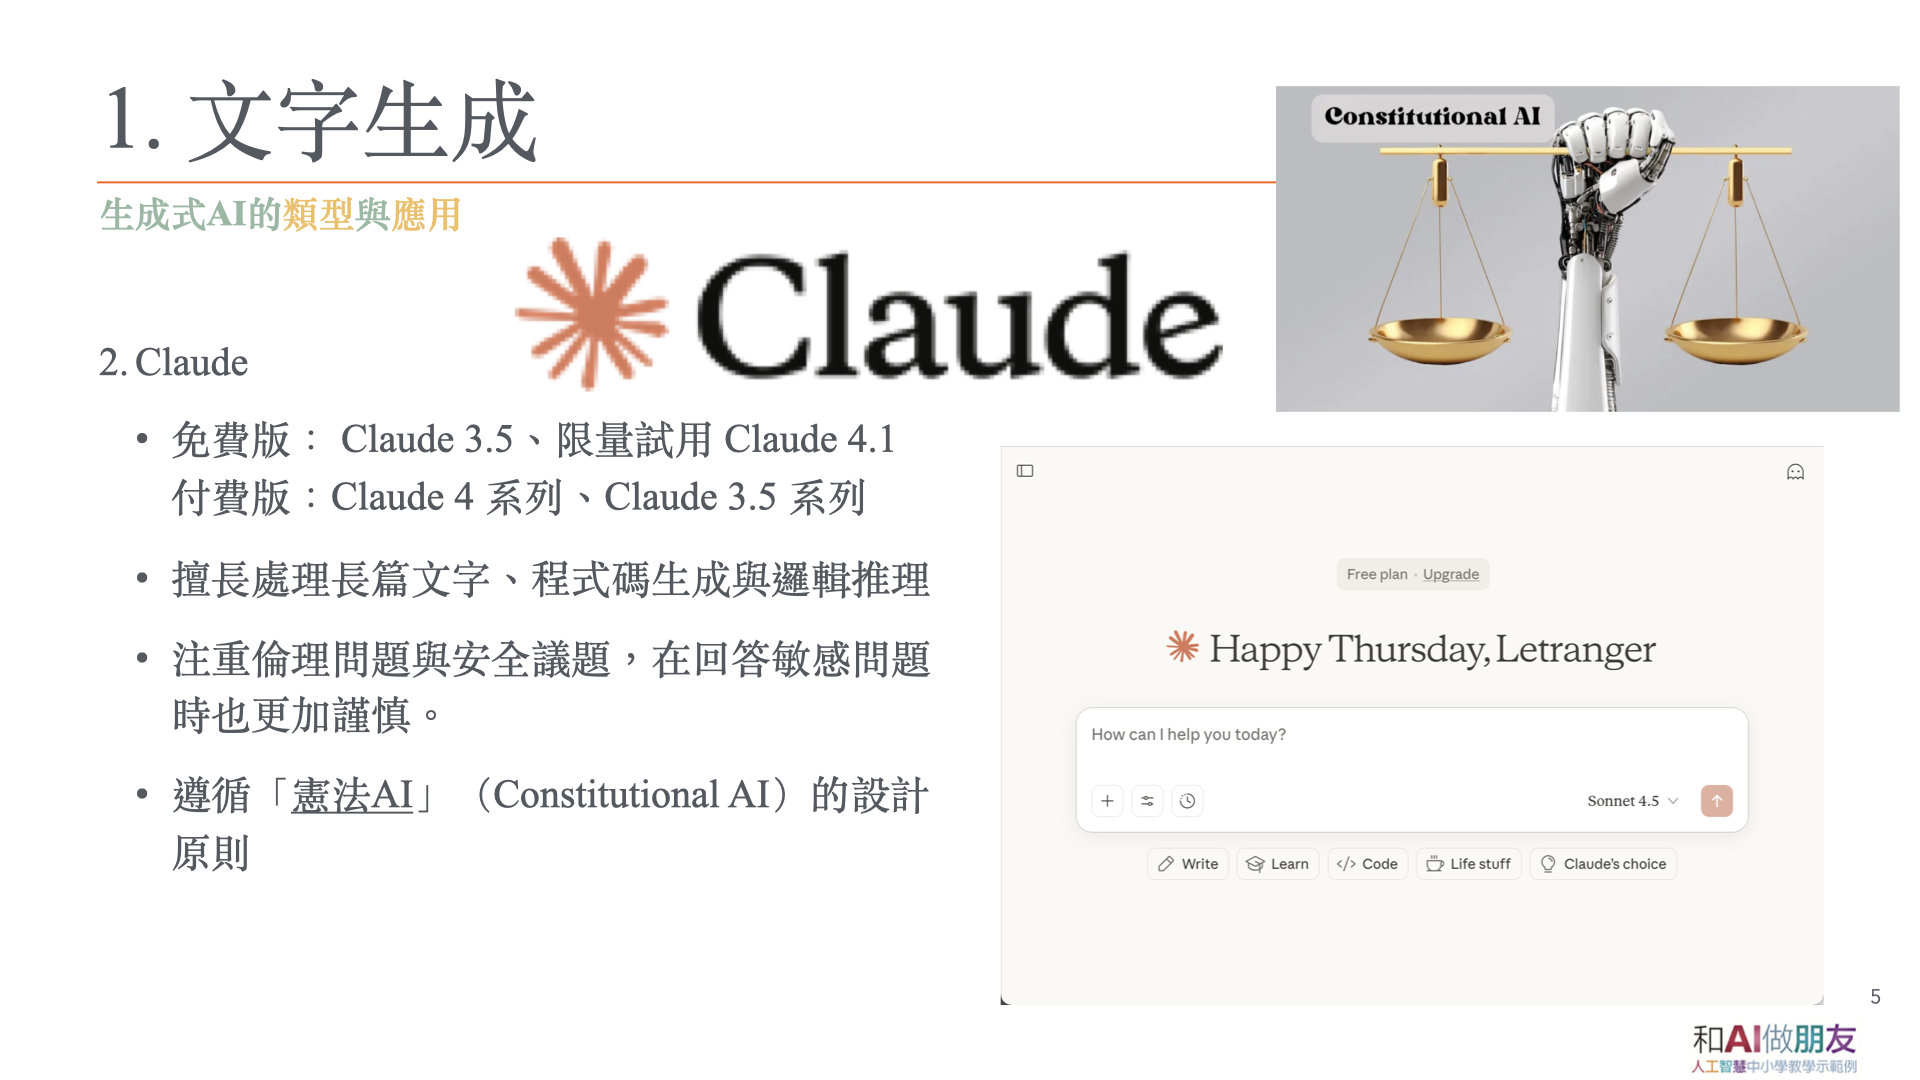 1. 文字生成
生成式AI的類型與應用
Constitutional AI
Claude
2. Claude
• 免費版： Claude 3.5、限量試用 Claude 4.1
付費版：Claude 4 系列、Claude 3.5 系列
• 擅長處理長篇文字、程式碼生成與邏輯推理
• 注重倫理問題與安全議題，在回答敏感問題
時也更加謹慎。
• 遵循「憲法AI」（Constitutional AI）的設計
原則
Free plan · Upgrade
Happy Thursday, Letranger
How can I help you today?
Sonnet 4.5
Write
Learn
Code
Life stuff
Claude's choice
5
和AI做朋友
人工智慧中小學教學示範例